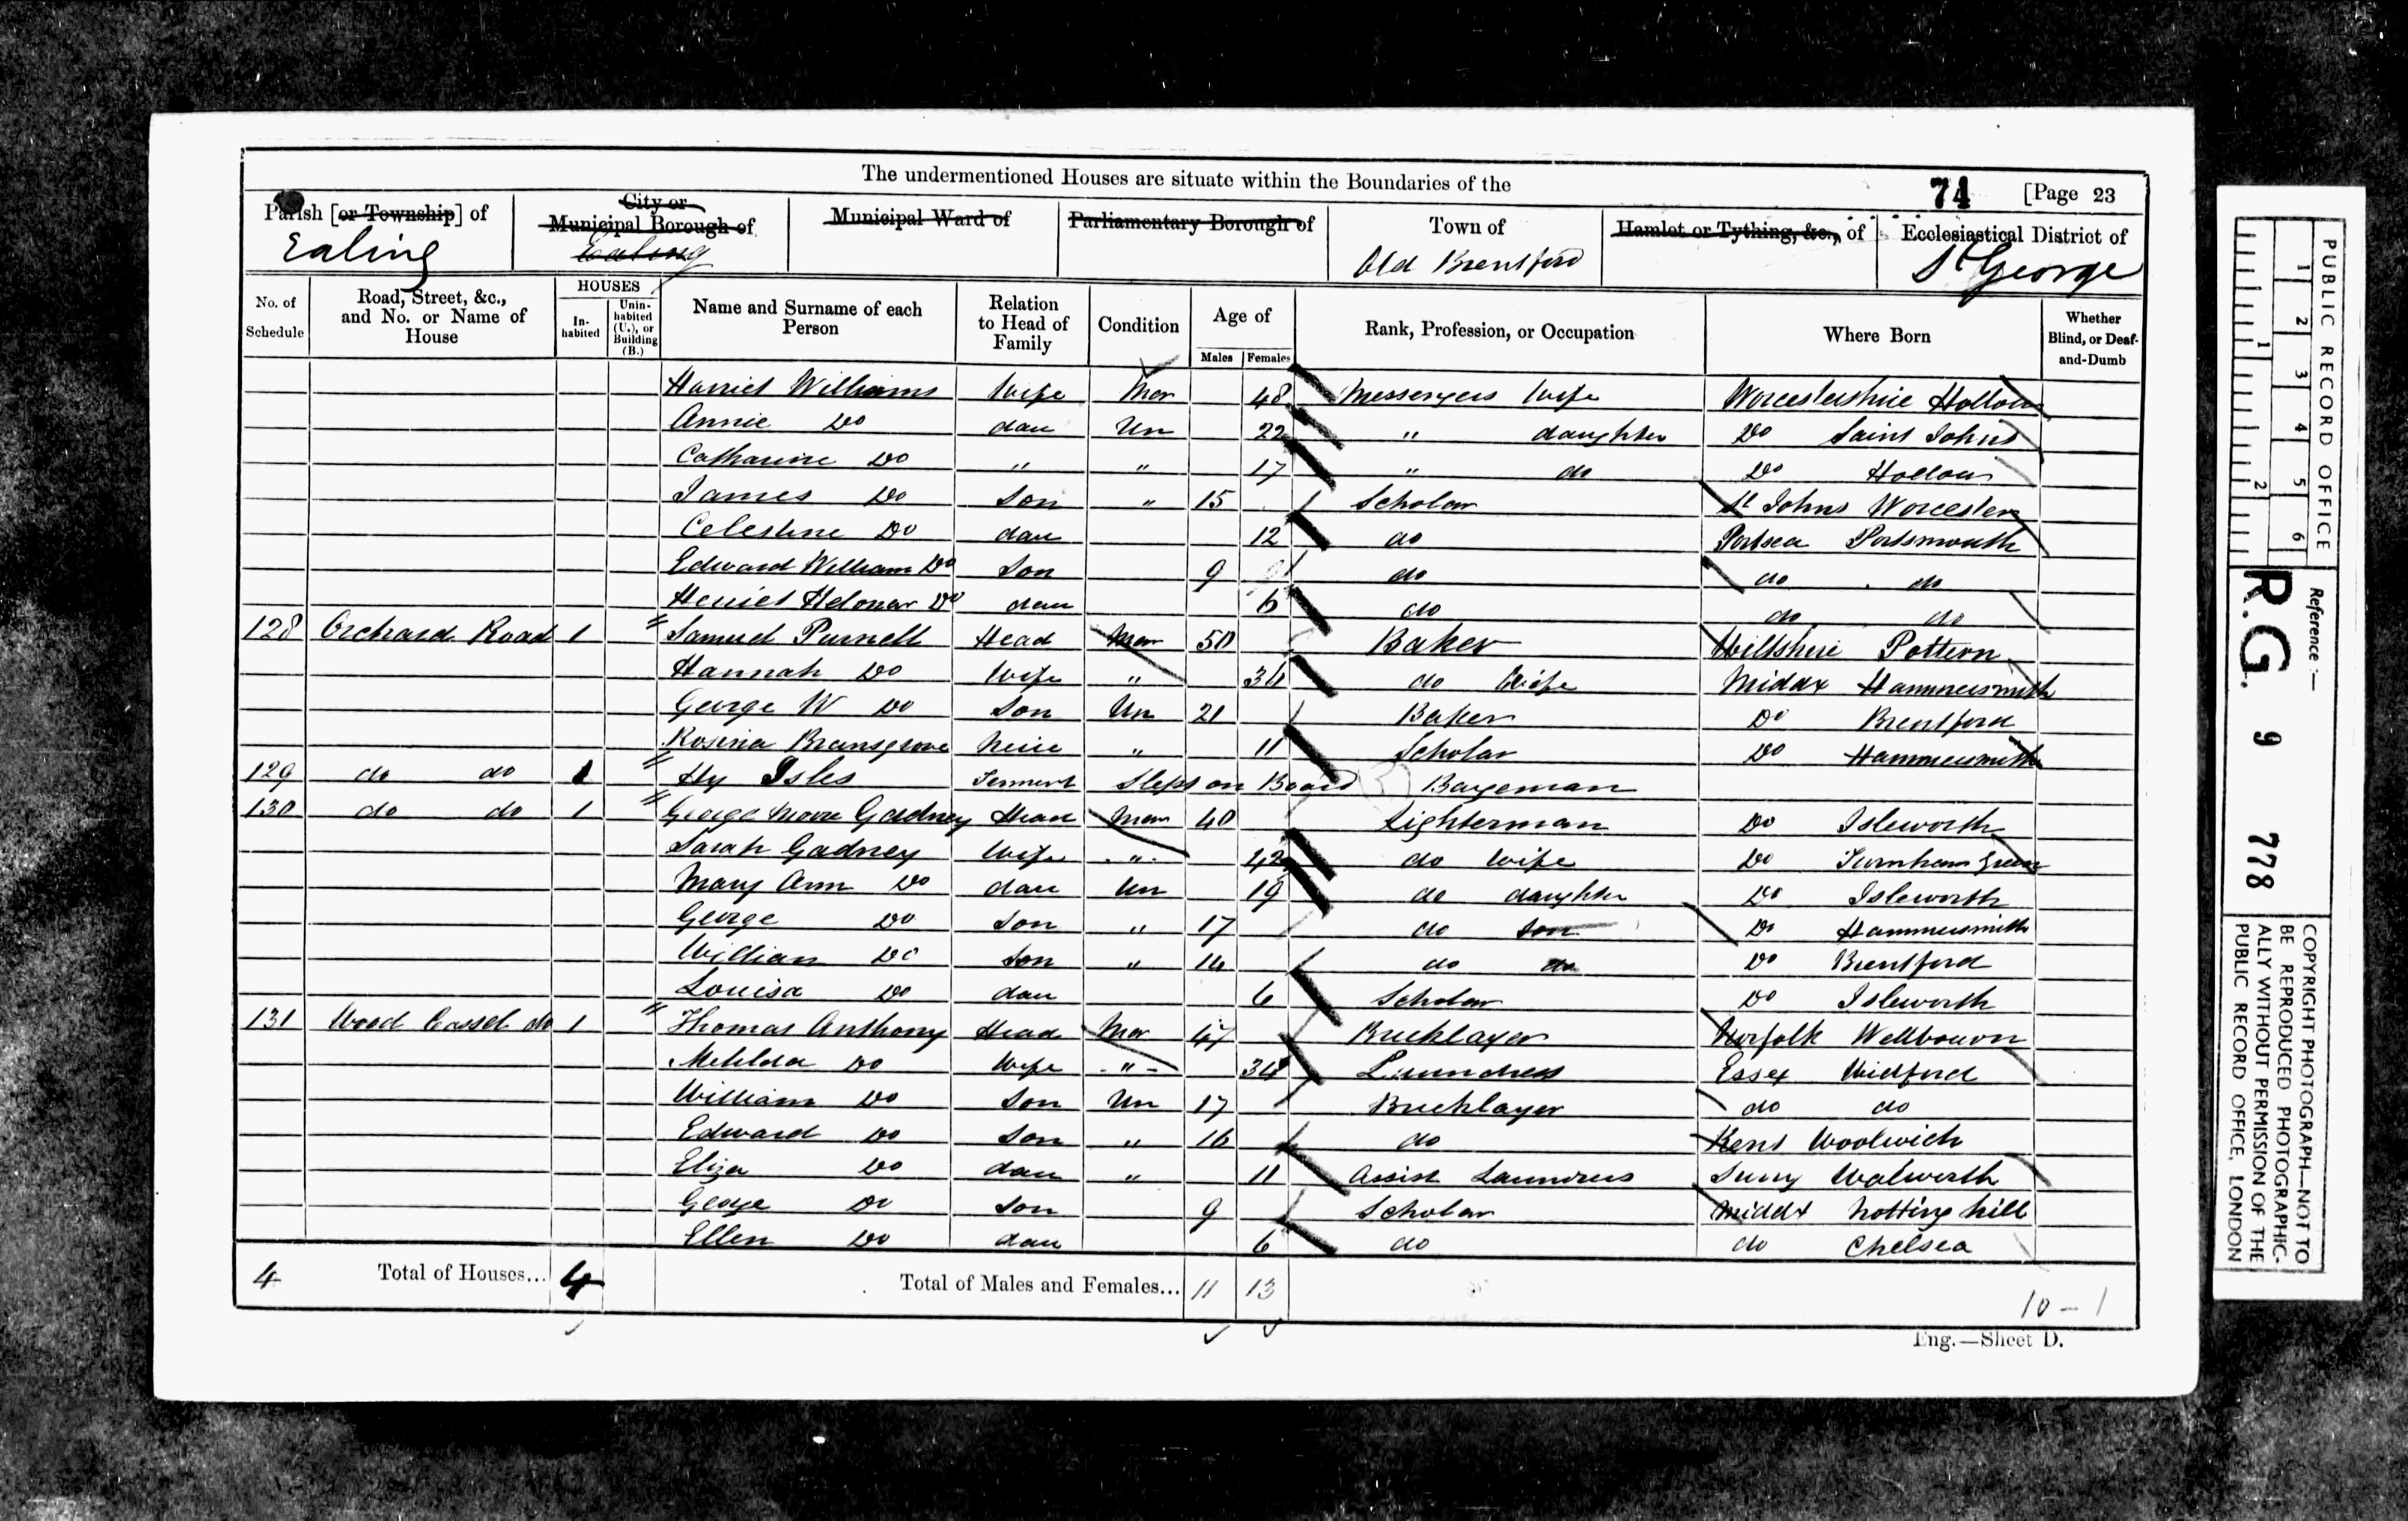 The undermentioned Houses are situate within the Boundaries of the
74 [Page 23
Parish [or Township] of
Ealing
City or
Municipal Borough of
Ealing
Municipal Ward of
Parliamentary Borough of
Town of
Old Brentford
Hamlet or Tything, &c., of
Ecclesiastical District of
St George
No. of Schedule
Road, Street, &c., and No. or Name of House
HOUSES
In-habited
Unin-habited (U.), or Building (B.)
Name and Surname of each Person
Relation to Head of Family
Condition
Age of
Males Females
Rank, Profession, or Occupation
Where Born
Whether Blind, or Deaf-and-Dumb
Harriet Williams Wife Mar 48 Messengers Wife Worcestershire Hollow
Annie Do dau Un 22 " daughter Do Saint Johns
Catharine Do " " 17 " do Do Hollow
James Do Son " 15 Scholar St Johns Worcester
Celestine Do dau 12 do Portsea Portsmouth
Edward William Do Son 9 do do do
Do dau 6 do do do
128 Orchard Road 1 Samuel Purnell Head Mar 50 Baker Wiltshire Pottern
Hannah Do Wife " 36 do Wife Middx Hammersmith
George W Do Son Un 21 Baker Do Brentford
Rosina Bransgrove Neice " 11 Scholar Do Hammersmith
129 do do 1 Hy Isles Sleps on Board Bargeman
130 do do 1 George Moore Gadney Head Mar 40 Lighterman Do Isleworth
Sarah Gadney Wife " 42 do Wife Do Turnham Green
Mary Ann Do dau Un 19 do daughter Do Isleworth
George Do Son " 17 do son Do Hammersmith
William Do Son " 14 do do Do Brentford
Louisa Do dau 6 Scholar Do Isleworth
131 Wood Cassel do 1 Thomas Anthony Head Mar 47 Bricklayer Norfolk Wellbourn
Metilda Do Wife " 34 Laundress Essex Widford
William Do Son Un 17 Bricklayer do do
Edward Do Son " 16 do Kent Woolwich
Eliza Do dau " 11 Assist Laundress Surry Walworth
George Do Son 9 Scholar Middx Notting hill
Ellen Do dau 6 do do Chelsea
4 Total of Houses... 4 Total of Males and Females... 11 13
10 - 1
Eng.—Sheet D.
PUBLIC RECORD OFFICE
1 2 3 4 5 6
1 2
Reference :—
R.G. 9 778
COPYRIGHT PHOTOGRAPH—NOT TO
BE REPRODUCED PHOTOGRAPHIC-
ALLY WITHOUT PERMISSION OF THE
PUBLIC RECORD OFFICE, LONDON